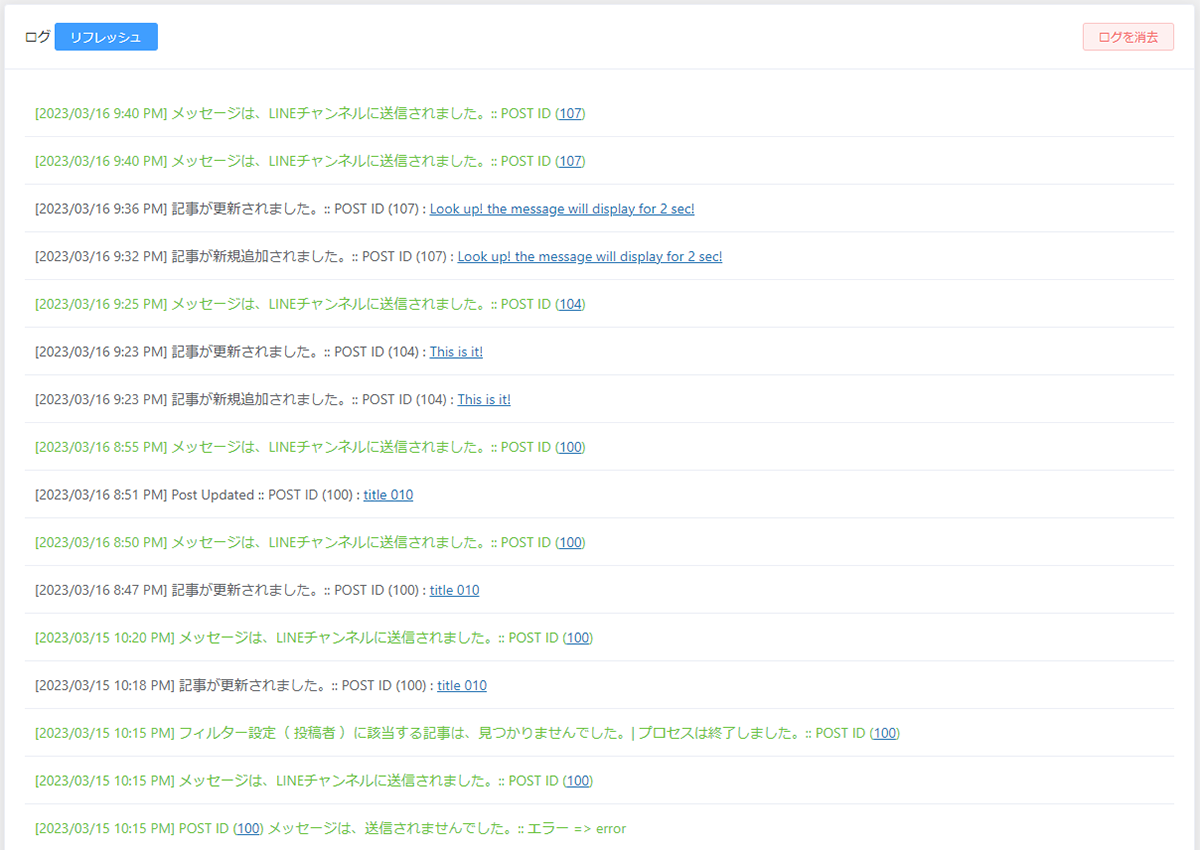 ログ リフレッシュ ログを消去
[2023/03/16 9:40 PM] メッセージは、LINEチャンネルに送信されました。:: POST ID (107)
[2023/03/16 9:40 PM] メッセージは、LINEチャンネルに送信されました。:: POST ID (107)
[2023/03/16 9:36 PM] 記事が更新されました。:: POST ID (107) : Look up! the message will display for 2 sec!
[2023/03/16 9:32 PM] 記事が新規追加されました。:: POST ID (107) : Look up! the message will display for 2 sec!
[2023/03/16 9:25 PM] メッセージは、LINEチャンネルに送信されました。:: POST ID (104)
[2023/03/16 9:23 PM] 記事が更新されました。:: POST ID (104) : This is it!
[2023/03/16 9:23 PM] 記事が新規追加されました。:: POST ID (104) : This is it!
[2023/03/16 8:55 PM] メッセージは、LINEチャンネルに送信されました。:: POST ID (100)
[2023/03/16 8:51 PM] Post Updated :: POST ID (100) : title 010
[2023/03/16 8:50 PM] メッセージは、LINEチャンネルに送信されました。:: POST ID (100)
[2023/03/16 8:47 PM] 記事が更新されました。:: POST ID (100) : title 010
[2023/03/15 10:20 PM] メッセージは、LINEチャンネルに送信されました。:: POST ID (100)
[2023/03/15 10:18 PM] 記事が更新されました。:: POST ID (100) : title 010
[2023/03/15 10:15 PM] フィルター設定（ 投稿者 ）に該当する記事は、見つかりませんでした。| プロセスは終了しました。:: POST ID (100)
[2023/03/15 10:15 PM] メッセージは、LINEチャンネルに送信されました。:: POST ID (100)
[2023/03/15 10:15 PM] POST ID (100) メッセージは、送信されませんでした。:: エラー => error